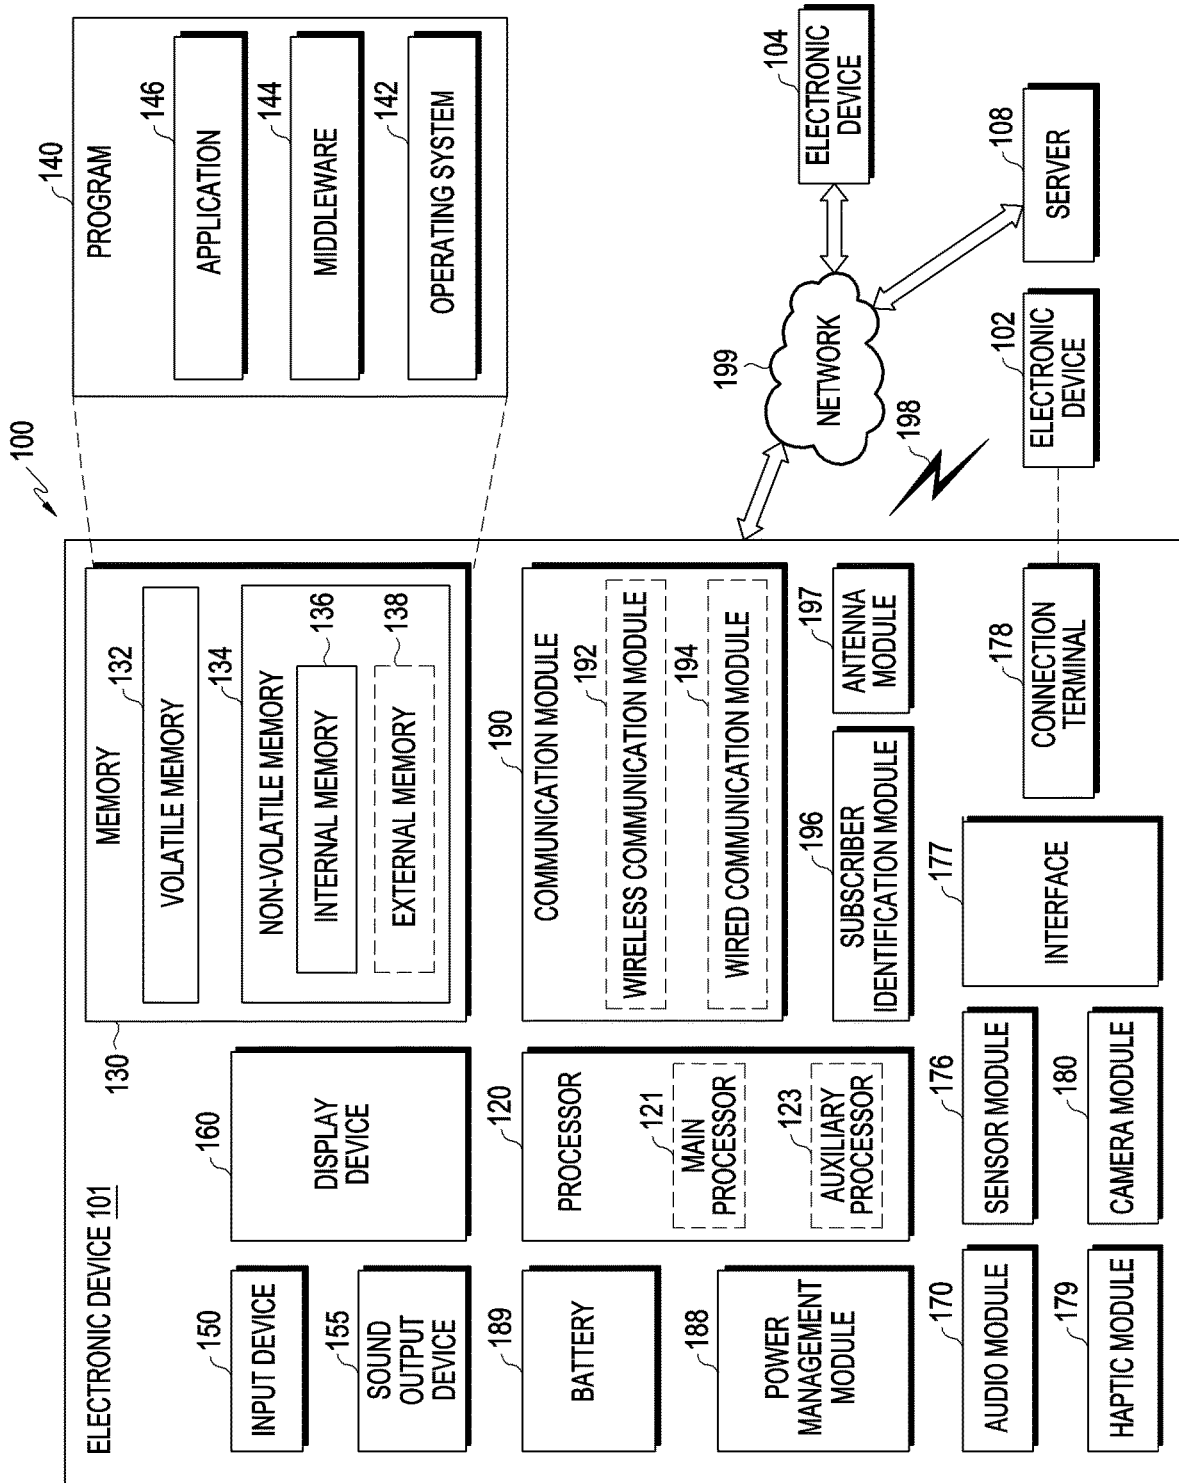 100
ELECTRONIC DEVICE 101
150
INPUT DEVICE
155
SOUND
OUTPUT
DEVICE
160
DISPLAY
DEVICE
130
MEMORY
132
VOLATILE MEMORY
134
NON-VOLATILE MEMORY
136
INTERNAL MEMORY
138
EXTERNAL MEMORY
140
PROGRAM
146
APPLICATION
144
MIDDLEWARE
142
OPERATING SYSTEM
189
BATTERY
188
POWER
MANAGEMENT
MODULE
120
PROCESSOR
121
MAIN
PROCESSOR
123
AUXILIARY
PROCESSOR
190
COMMUNICATION MODULE
192
WIRELESS COMMUNICATION MODULE
194
WIRED COMMUNICATION MODULE
196
SUBSCRIBER
IDENTIFICATION MODULE
197
ANTENNA
MODULE
170
AUDIO MODULE
176
SENSOR MODULE
179
HAPTIC MODULE
180
CAMERA MODULE
177
INTERFACE
178
CONNECTION
TERMINAL
199
NETWORK
198
104
ELECTRONIC
DEVICE
102
ELECTRONIC
DEVICE
108
SERVER